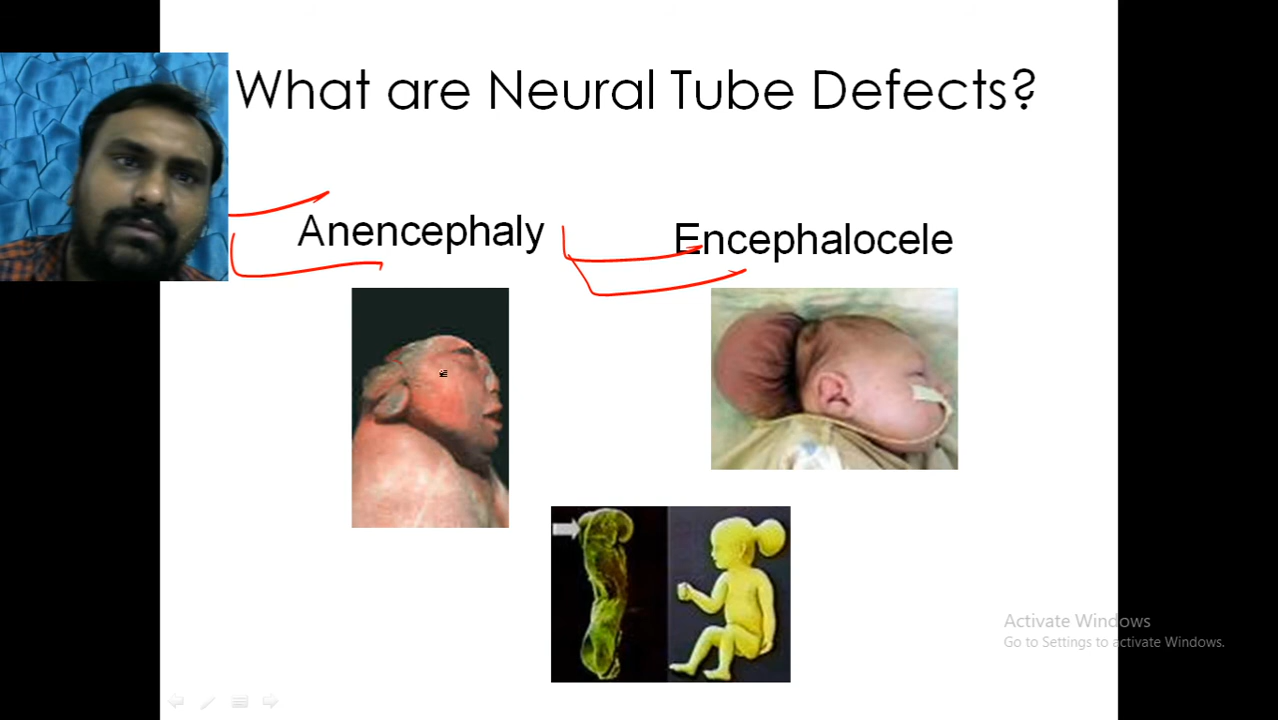 What are Neural Tube Defects?
Anencephaly
Encephalocele
Activate Windows
Go to Settings to activate Windows.